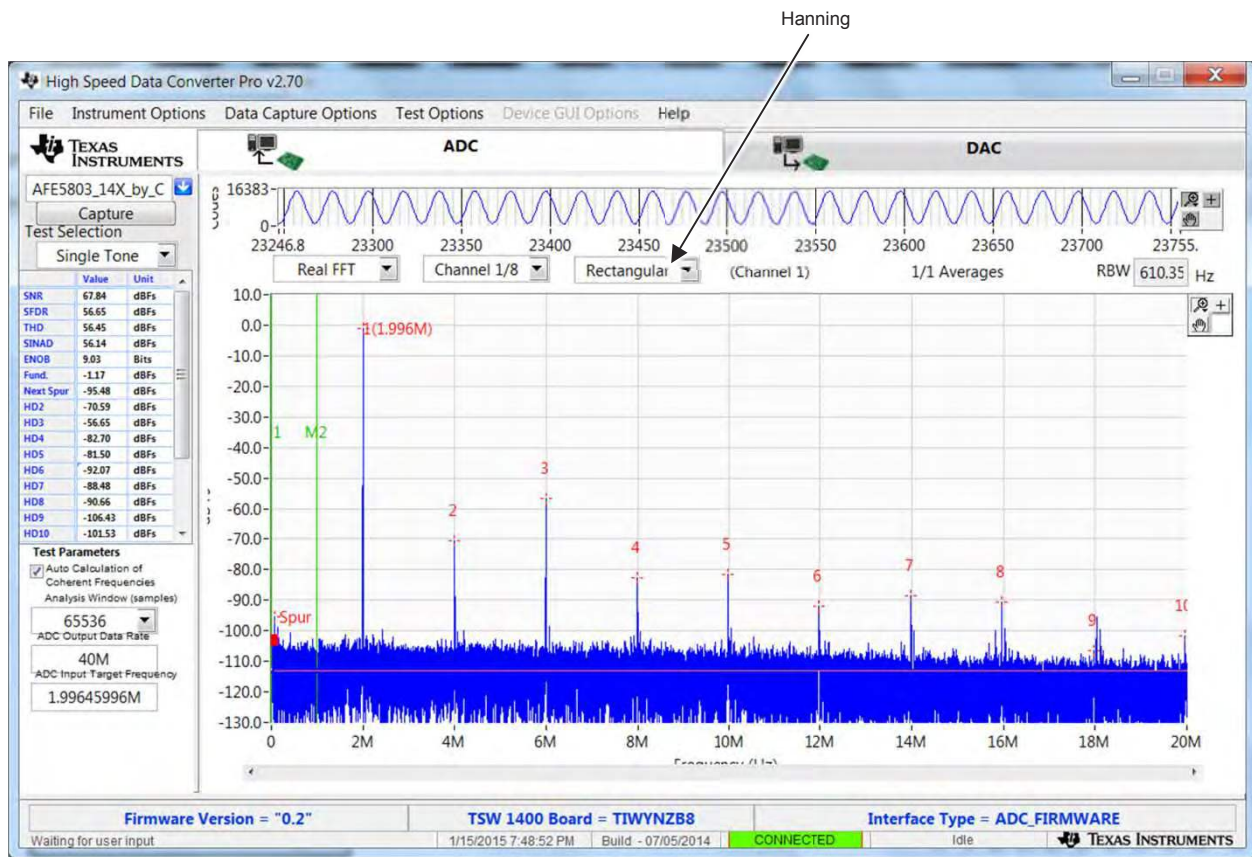 Hanning
High Speed Data Converter Pro v2.70
File Instrument Options Data Capture Options Test Options Device GUI Options Help
TEXAS INSTRUMENTS
ADC
DAC
AFE5803_14X_by_C
Capture
Test Selection
Single Tone
Value Unit
SNR 67.84 dBFs
SFDR 56.65 dBFs
THD 56.45 dBFs
SINAD 56.14 dBFs
ENOB 9.03 Bits
Fund. -1.17 dBFs
Next Spur -95.48 dBFs
HD2 -70.59 dBFs
HD3 -56.65 dBFs
HD4 -82.70 dBFs
HD5 -81.50 dBFs
HD6 -92.07 dBFs
HD7 -88.48 dBFs
HD8 -90.66 dBFs
HD9 -106.43 dBFs
HD10 -101.53 dBFs
Test Parameters
Auto Calculation of
Coherent Frequencies
Analysis Window (samples)
65536
ADC Output Data Rate
40M
ADC Input Target Frequency
1.99645996M
16383
0
23246.8 23300 23350 23400 23450 23500 23550 23600 23650 23700 23755.
Real FFT Channel 1/8 Rectangular (Channel 1) 1/1 Averages RBW 610.35 Hz
10.0
0.0
-10.0
-20.0
-30.0
-40.0
-50.0
-60.0
-70.0
-80.0
-90.0
-100.0
-110.0
-120.0
-130.0
1(1.996M)
1 M2
2
3
4
5
6
7
8
9
10
Spur
0 2M 4M 6M 8M 10M 12M 14M 16M 18M 20M
Firmware Version = "0.2" TSW 1400 Board = TIWYNZB8 Interface Type = ADC_FIRMWARE
Waiting for user input 1/15/2015 7:48:52 PM Build - 07/05/2014 CONNECTED Idle TEXAS INSTRUMENTS